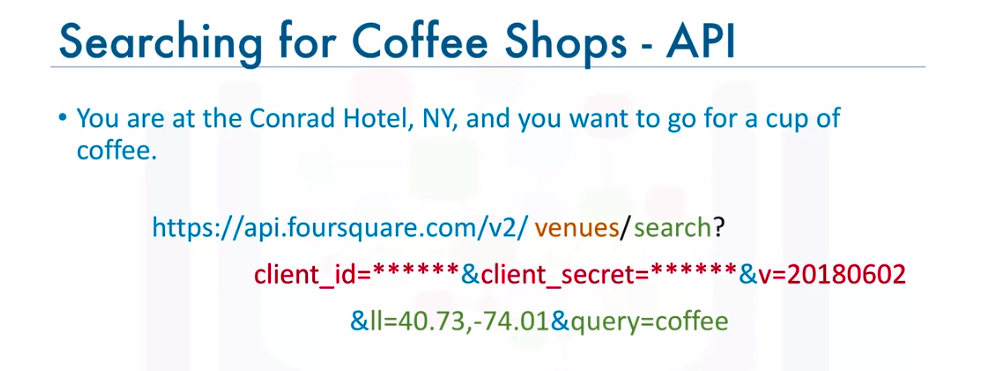 Searching for Coffee Shops - API
• You are at the Conrad Hotel, NY, and you want to go for a cup of
coffee.
https://api.foursquare.com/v2/ venues/search?
client_id=******&client_secret=******&v=20180602
&ll=40.73,-74.01&query=coffee